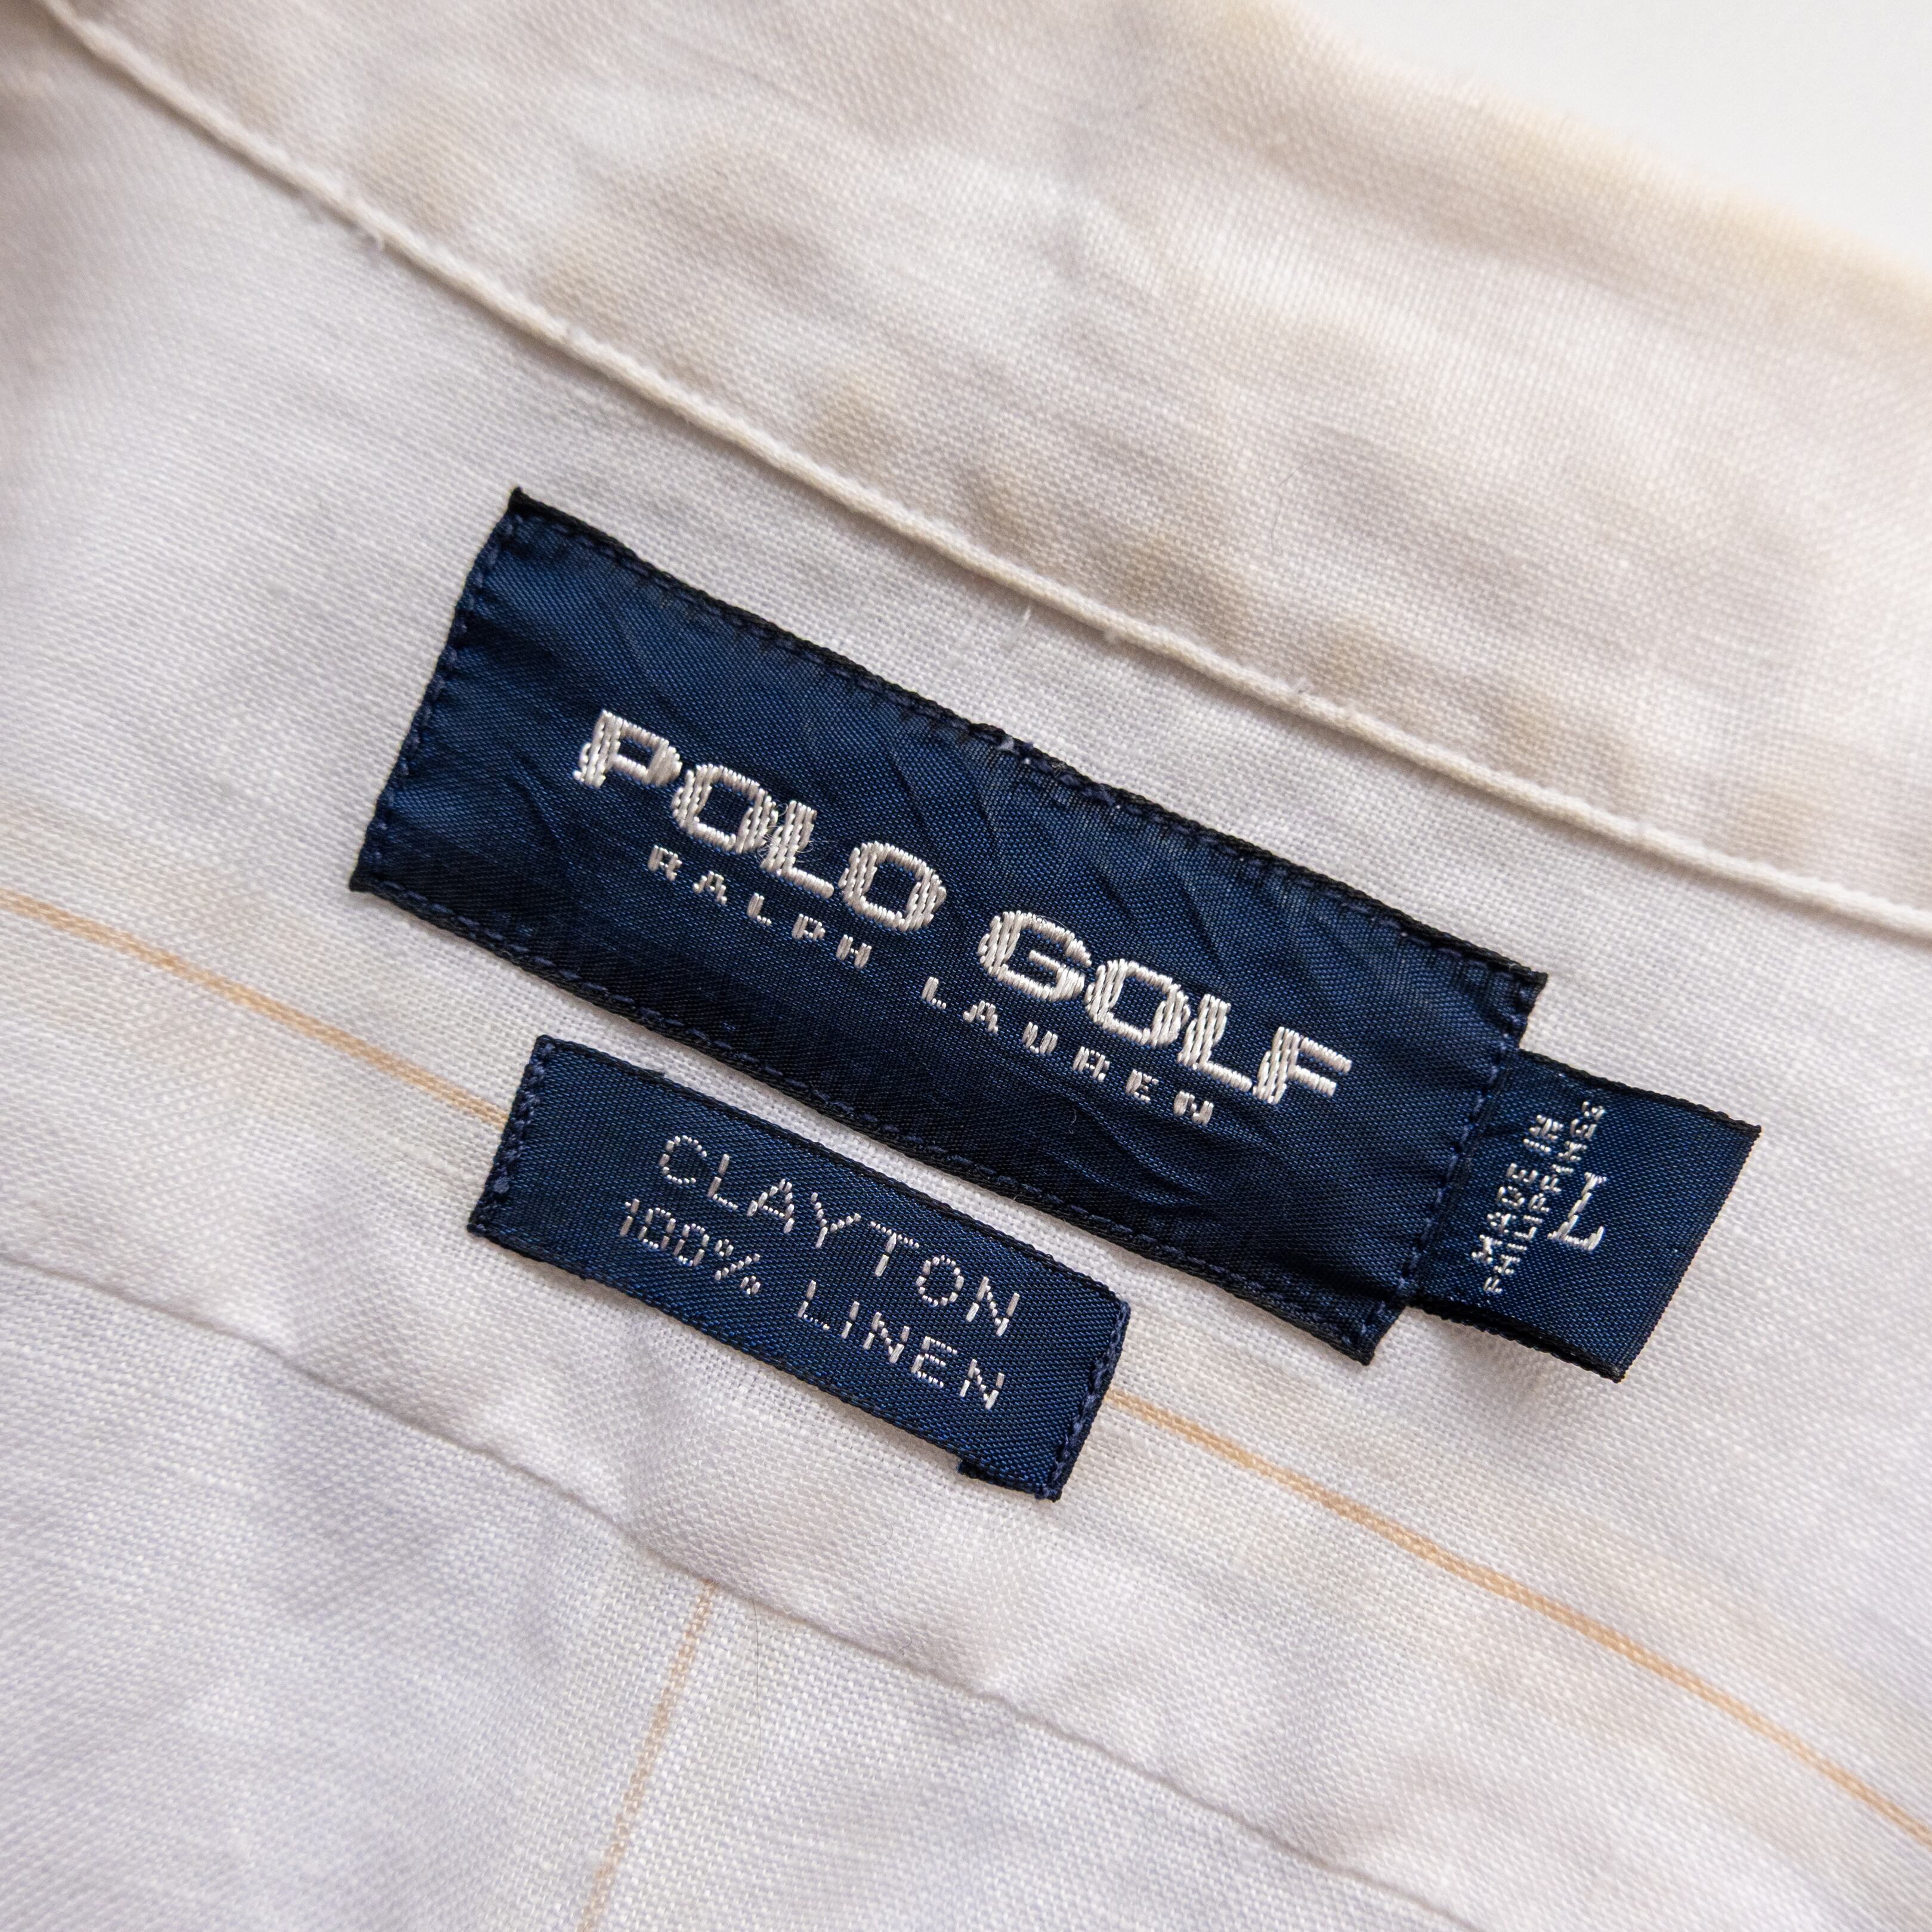 POLO GOLF
RALPH LAUREN
MADE IN
PHILIPPINES
L
CLAYTON
100% LINEN